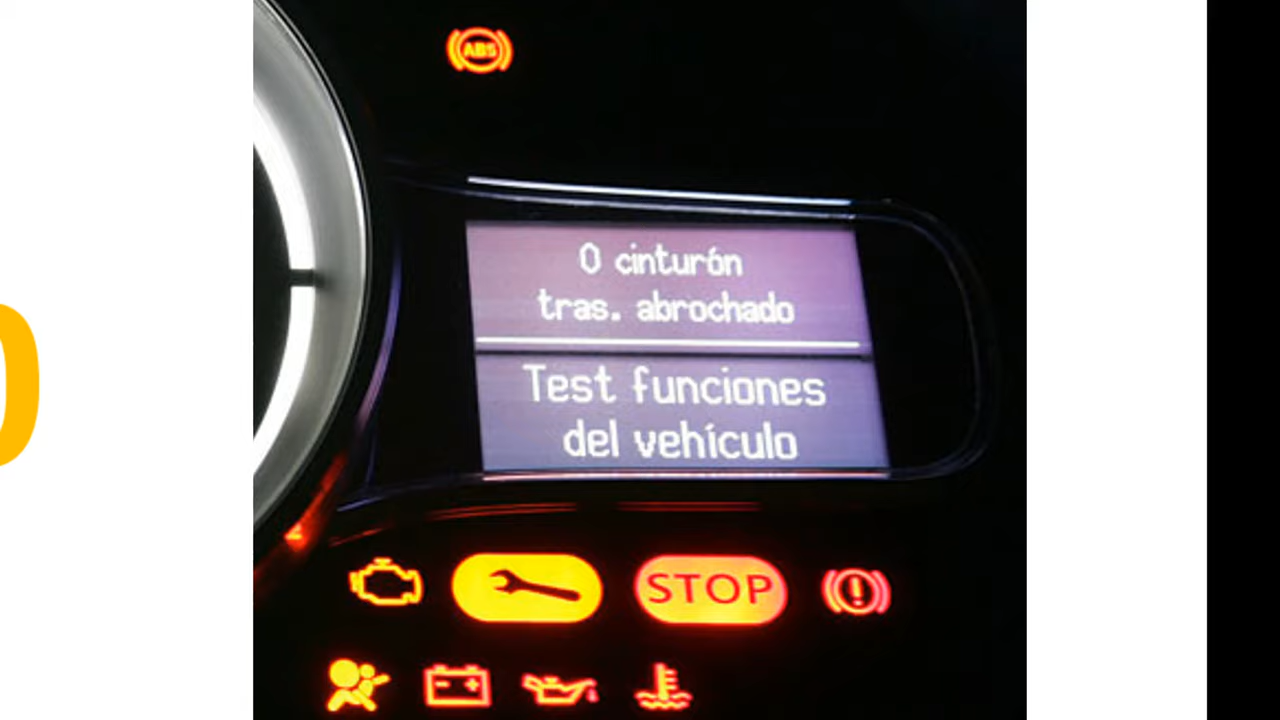 ABS
0 cinturón
tras. abrochado
Test funciones
del vehículo
STOP